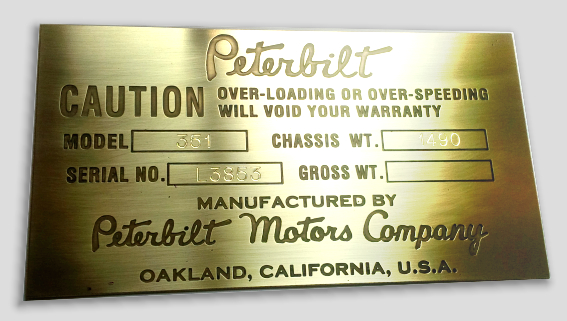 Peterbilt
CAUTION OVER-LOADING OR OVER-SPEEDING
WILL VOID YOUR WARRANTY
MODEL 351 CHASSIS WT.
SERIAL NO. GROSS WT.
MANUFACTURED BY
Peterbilt Motors Company
OAKLAND, CALIFORNIA, U.S.A.